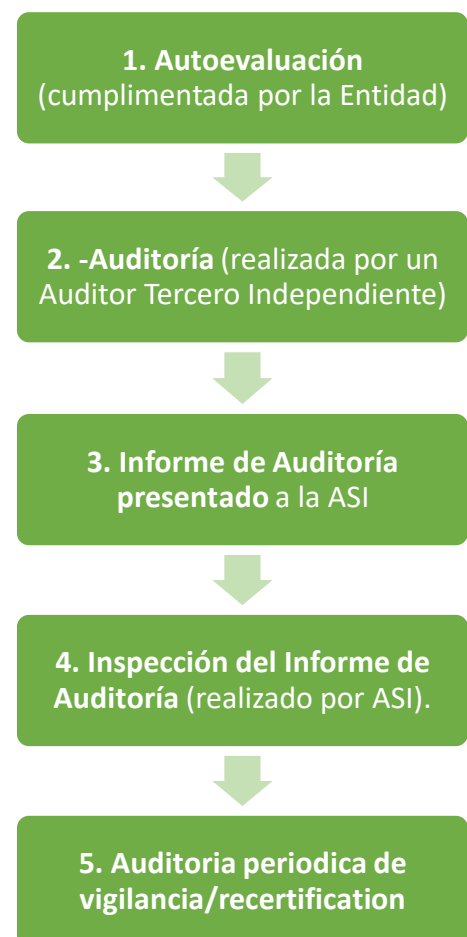 1. Autoevaluación
(cumplimentada por la Entidad)
2. -Auditoría (realizada por un
Auditor Tercero Independiente)
3. Informe de Auditoría
presentado a la ASI
4. Inspección del Informe de
Auditoría (realizado por ASI).
5. Auditoria periodica de
vigilancia/recertification